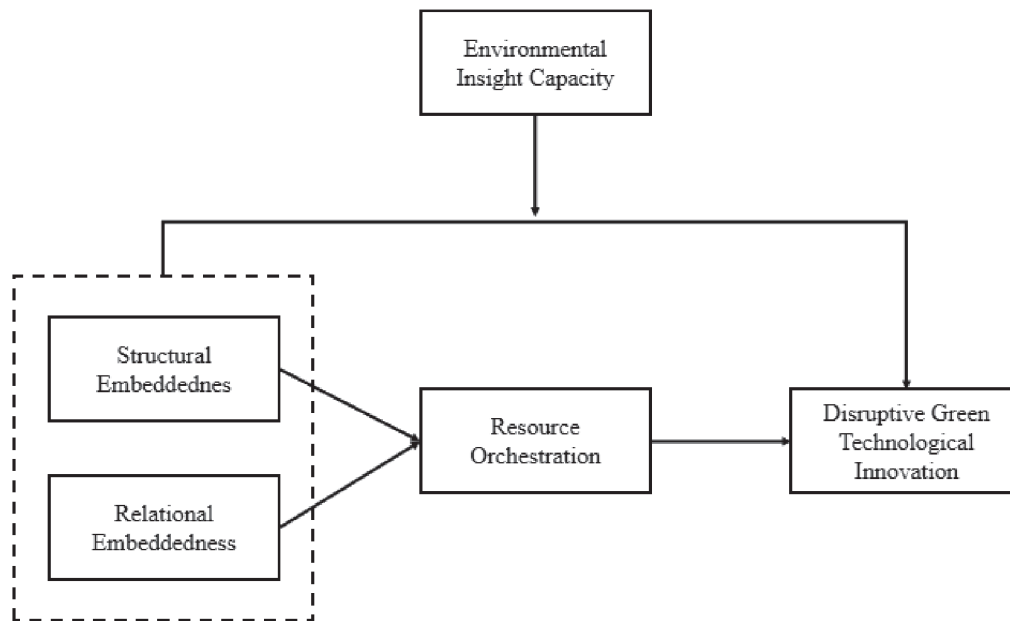 Environmental
Insight Capacity
Structural
Embeddednes
Relational
Embeddedness
Resource
Orchestration
Disruptive Green
Technological
Innovation